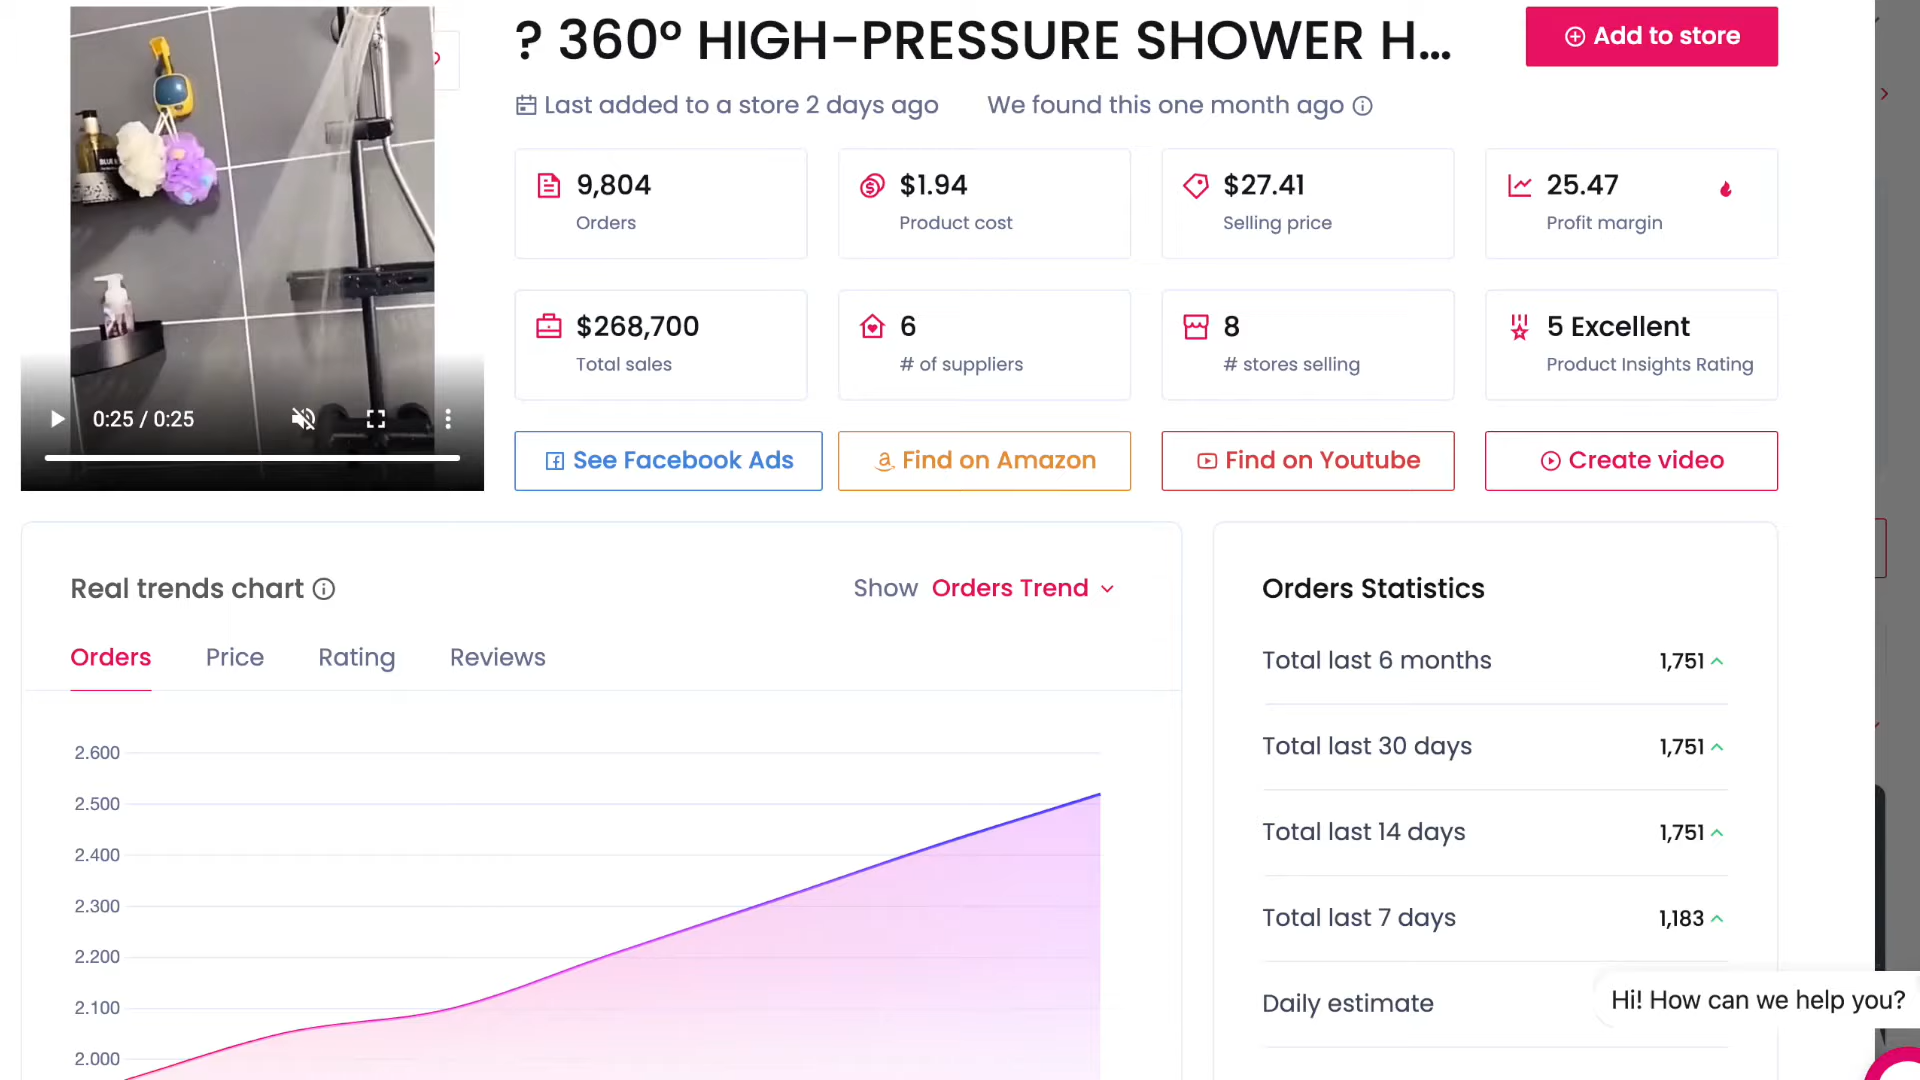 ? 360º HIGH-PRESSURE SHOWER H...
Add to store
Last added to a store 2 days ago
We found this one month ago
9,804
Orders
$1.94
Product cost
$27.41
Selling price
25.47
Profit margin
$268,700
Total sales
6
# of suppliers
8
# stores selling
5 Excellent
Product Insights Rating
0:25 / 0:25
See Facebook Ads
Find on Amazon
Find on Youtube
Create video
Real trends chart
Show Orders Trend
Orders Price Rating Reviews
2.600
2.500
2.400
2.300
2.200
2.100
2.000
Orders Statistics
Total last 6 months 1,751
Total last 30 days 1,751
Total last 14 days 1,751
Total last 7 days 1,183
Daily estimate
Hi! How can we help you?